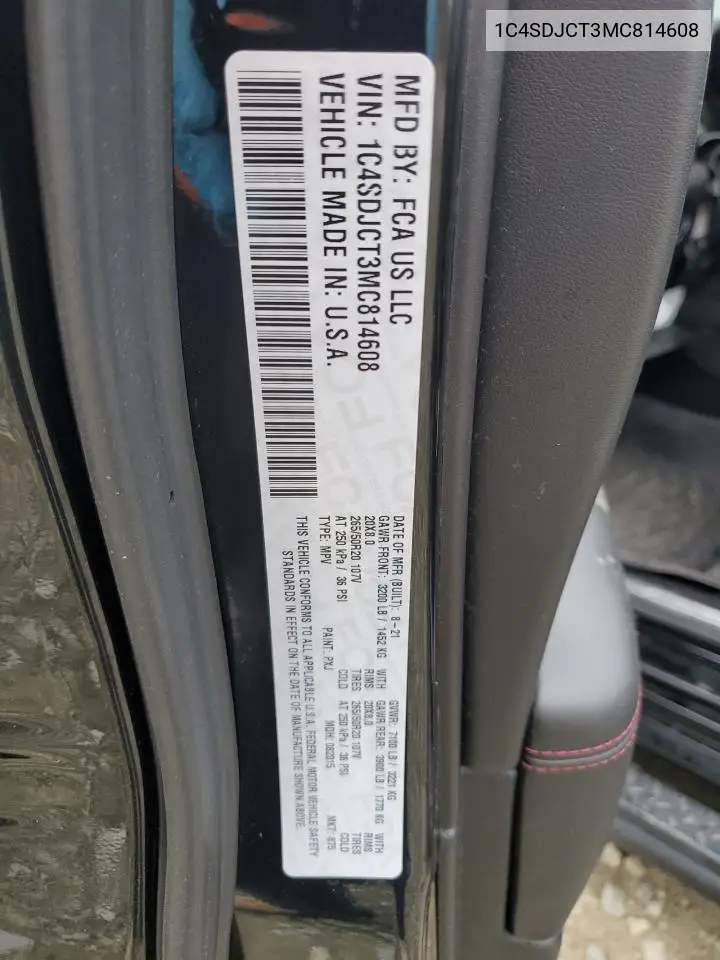 1C4SDJCT3MC814608
MFD BY: FCA US LLC
VIN: 1C4SDJCT3MC814608
VEHICLE MADE IN: U.S.A.
DATE OF MFR (BUILT): 8-21 GVWR: 7100 LB / 3221 KG
GAWR FRONT: 3200 LB / 1452 KG WITH GAWR REAR: 3900 LB / 1770 KG WITH
20X8.0 RIMS 20X8.0 RIMS
265/50R20 107V TIRES 265/50R20 107V TIRES
AT 250 kPa / 36 PSI COLD AT 250 kPa / 36 PSI COLD
TYPE: MPV PAINT: PXJ MDH: 082015 MKT: 875
THIS VEHICLE CONFORMS TO ALL APPLICABLE U.S.A. FEDERAL MOTOR VEHICLE SAFETY
STANDARDS IN EFFECT ON THE DATE OF MANUFACTURE SHOWN ABOVE.